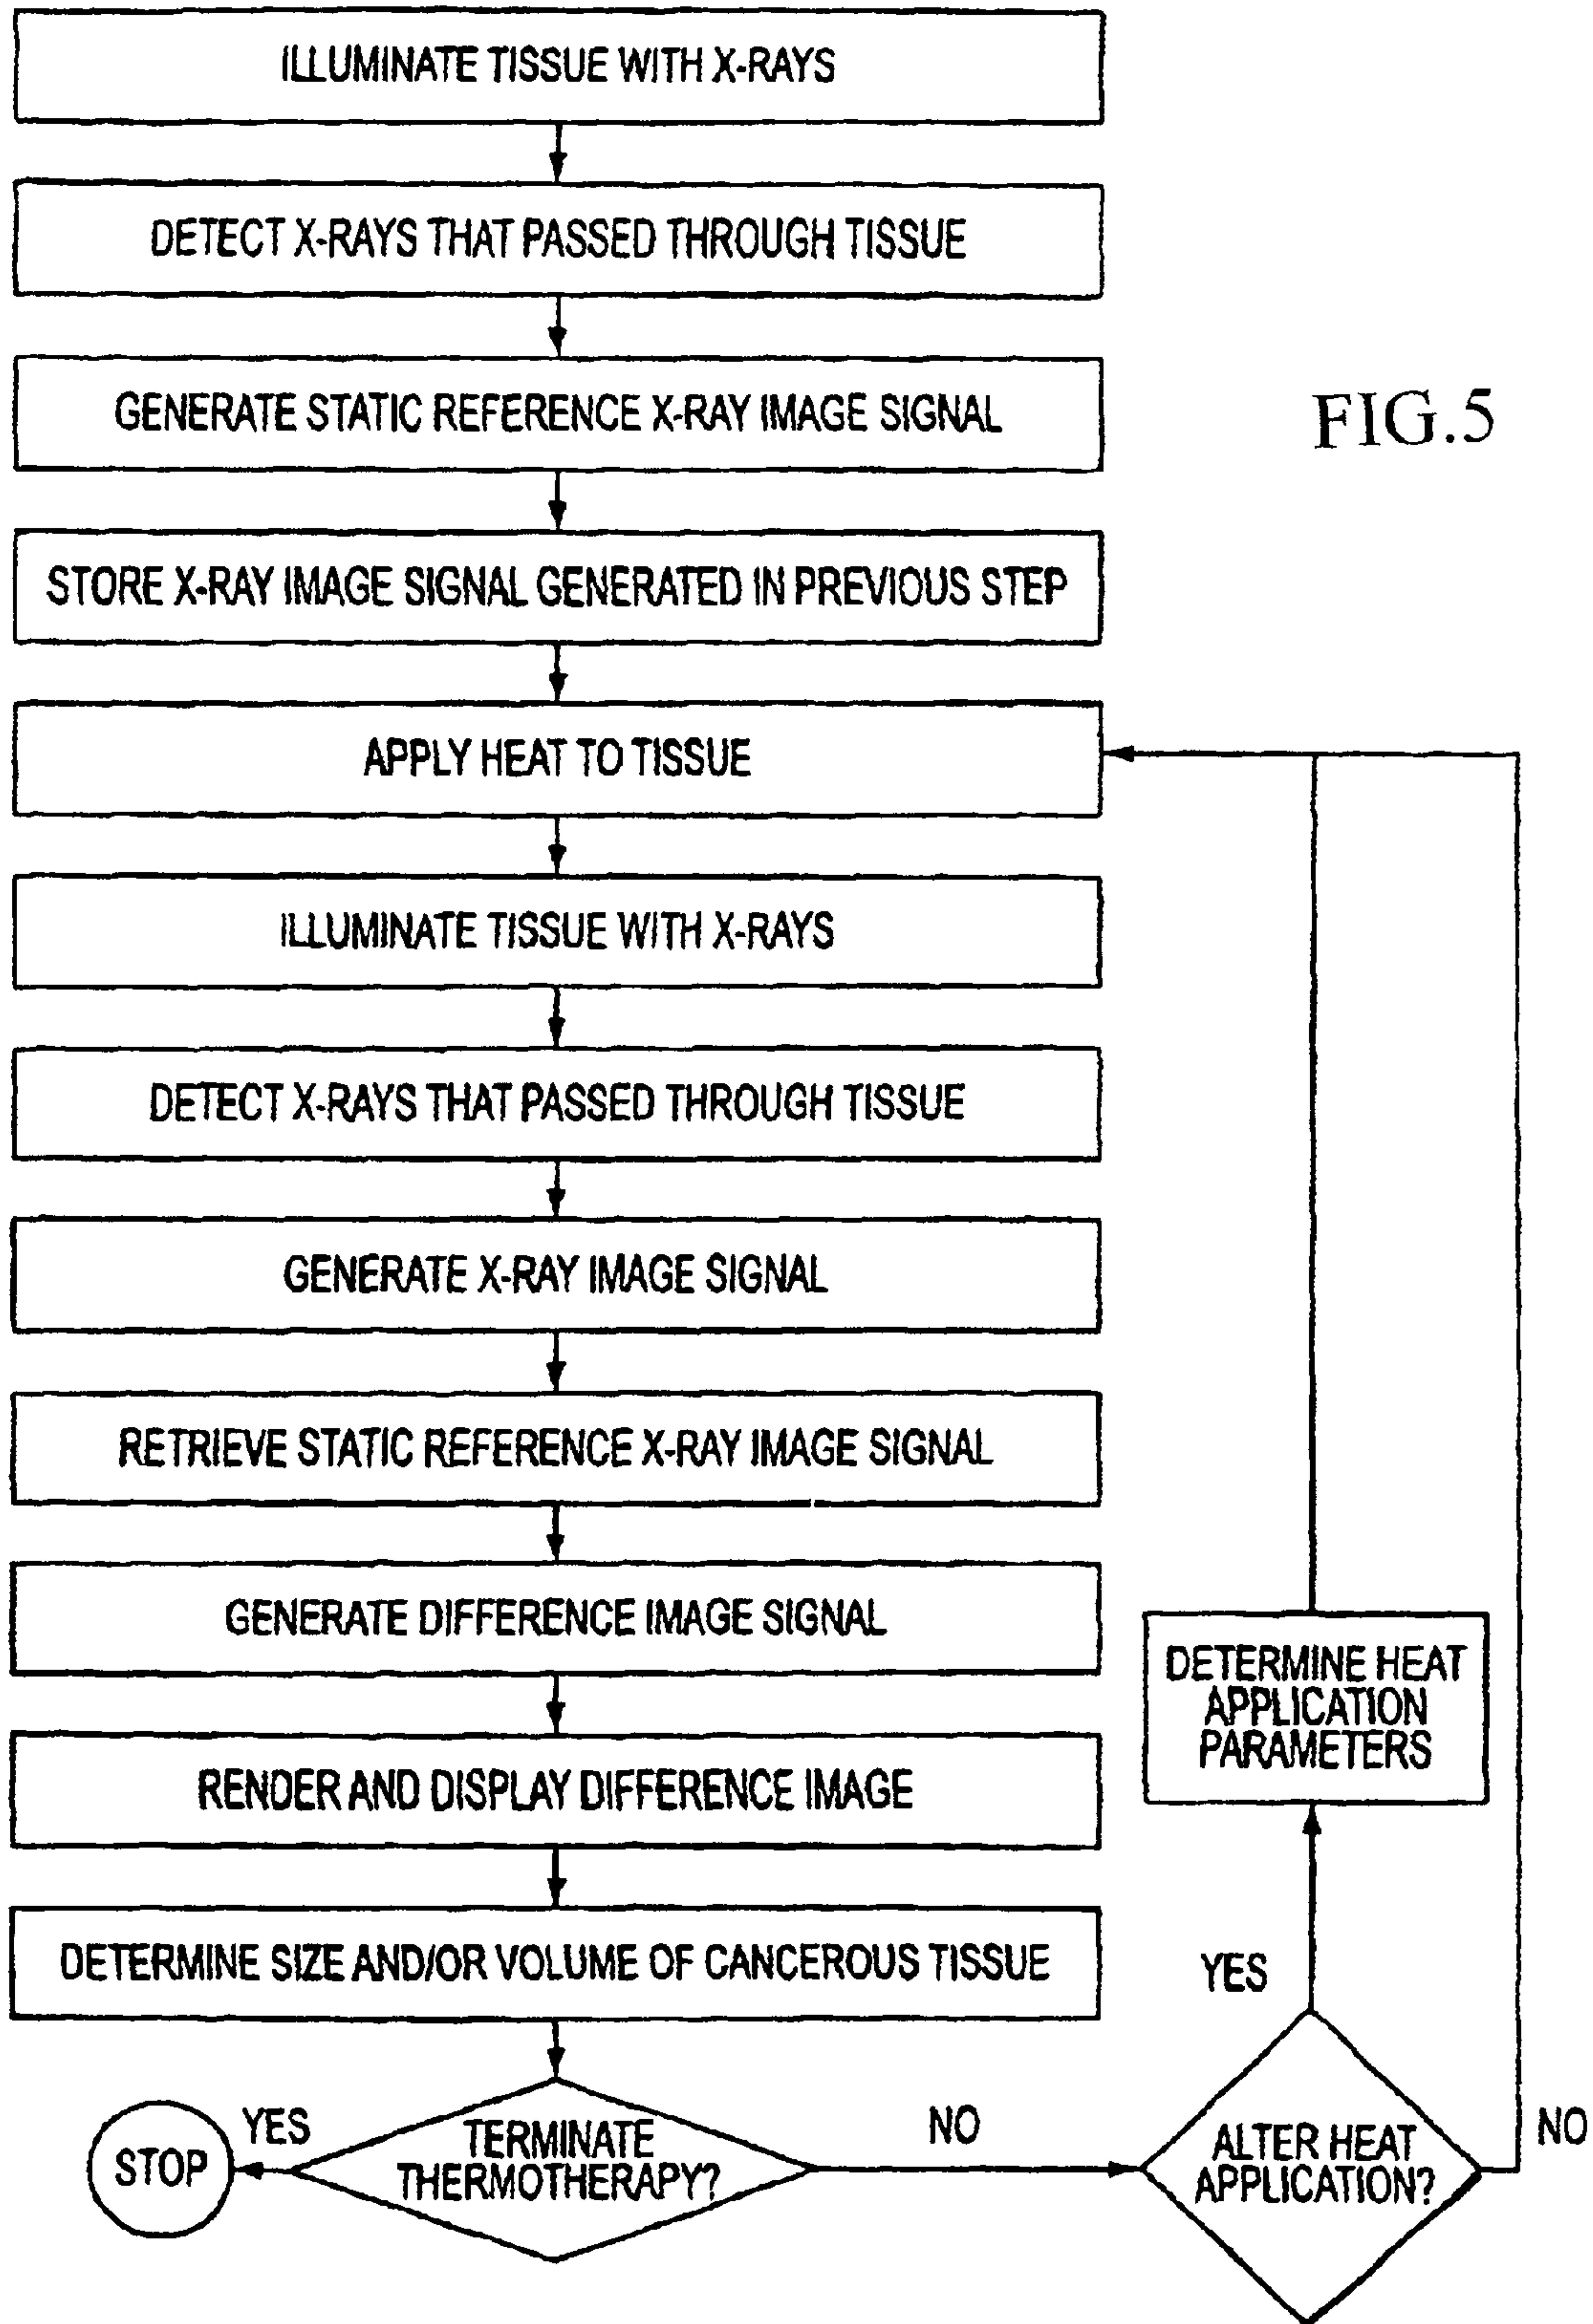 ILLUMINATE TISSUE WITH X-RAYS
DETECT X-RAYS THAT PASSED THROUGH TISSUE
GENERATE STATIC REFERENCE X-RAY IMAGE SIGNAL
FIG.5
STORE X-RAY IMAGE SIGNAL GENERATED IN PREVIOUS STEP
APPLY HEAT TO TISSUE
ILLUMINATE TISSUE WITH X-RAYS
DETECT X-RAYS THAT PASSED THROUGH TISSUE
GENERATE X-RAY IMAGE SIGNAL
RETRIEVE STATIC REFERENCE X-RAY IMAGE SIGNAL
GENERATE DIFFERENCE IMAGE SIGNAL
DETERMINE HEAT
APPLICATION
PARAMETERS
RENDER AND DISPLAY DIFFERENCE IMAGE
DETERMINE SIZE AND/OR VOLUME OF CANCEROUS TISSUE
YES
STOP
YES
TERMINATE
THERMOTHERAPY?
NO
ALTER HEAT
APPLICATION?
NO